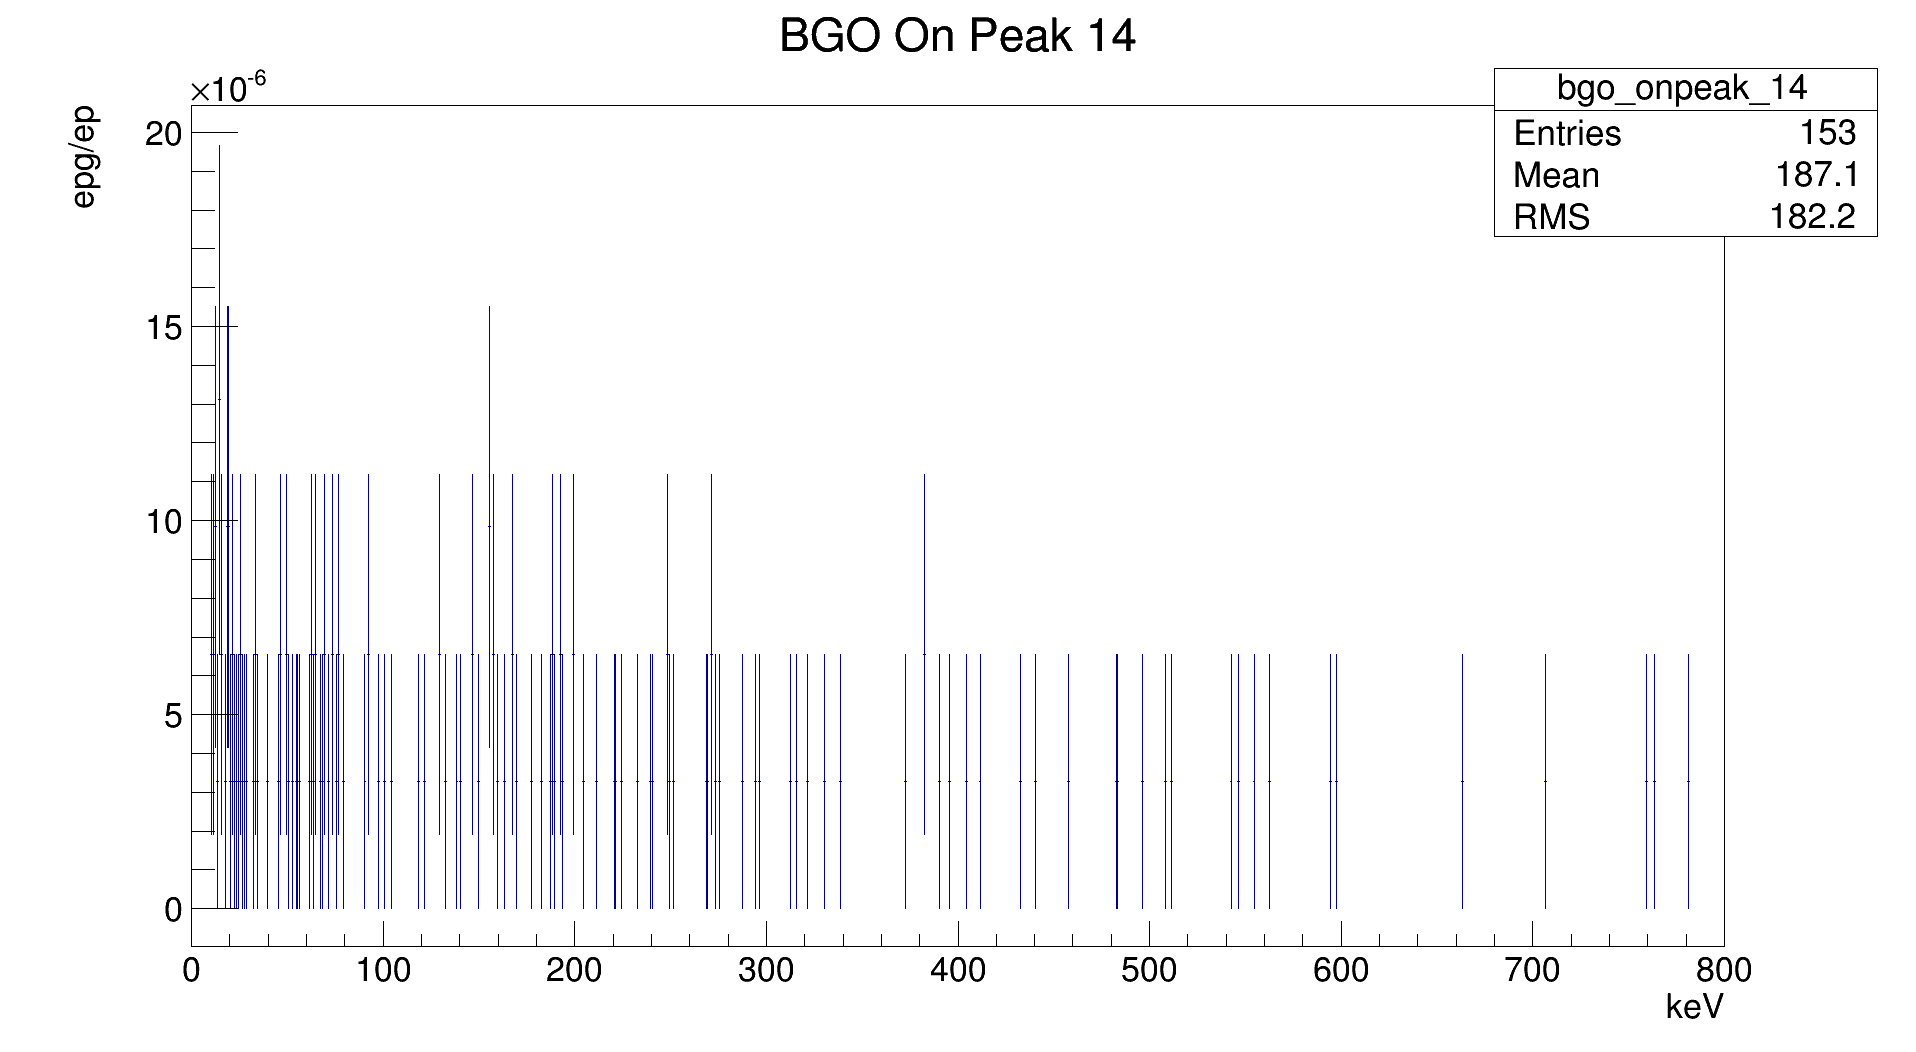 BGO On Peak 14
×10-6
epg/ep
bgo_onpeak_14
Entries 153
Mean 187.1
RMS 182.2
20
15
10
5
0
0 100 200 300 400 500 600 700 800
keV